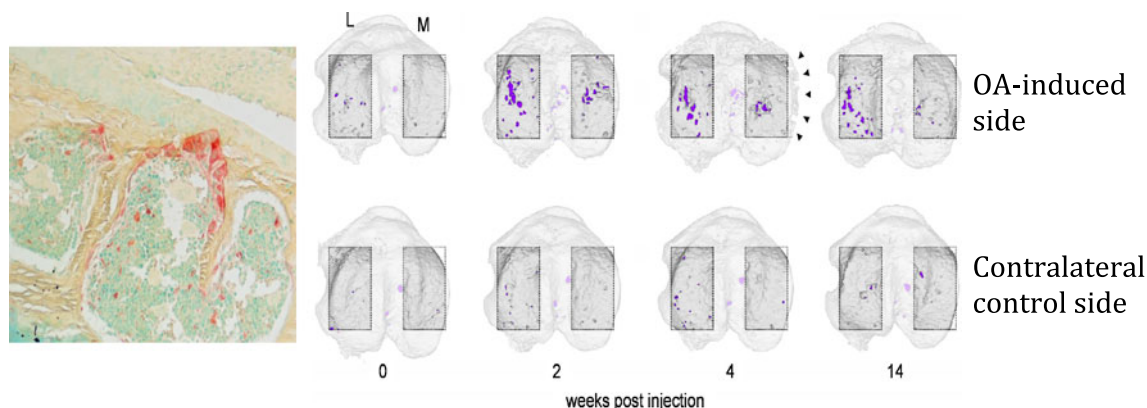 L
M
OA-induced
side
Contralateral
control side
0
2
4
14
weeks post injection